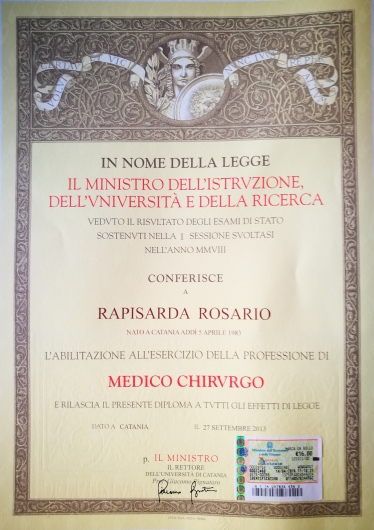 IN NOME DELLA LEGGE
IL MINISTRO DELL'ISTRVZIONE,
DELL'VNIVERSITÀ E DELLA RICERCA
VEDVTO IL RISVLTATO DEGLI ESAMI DI STATO
SOSTENVTI NELLA I SESSIONE SVOLTASI
NELL'ANNO MMVIII
CONFERISCE
A
RAPISARDA ROSARIO
NATO A CATANIA ADDÌ 5 APRILE 1983
L'ABILITAZIONE ALL'ESERCIZIO DELLA PROFESSIONE DI
MEDICO CHIRVRGO
E RILASCIA IL PRESENTE DIPLOMA A TVTTI GLI EFFETTI DI LEGGE
DATO A CATANIA IL 27 SETTEMBRE 2013
p. IL MINISTRO
IL RETTORE
DELL'UNIVERSITÀ DI CATANIA
MARCA DA BOLLO
€16,00